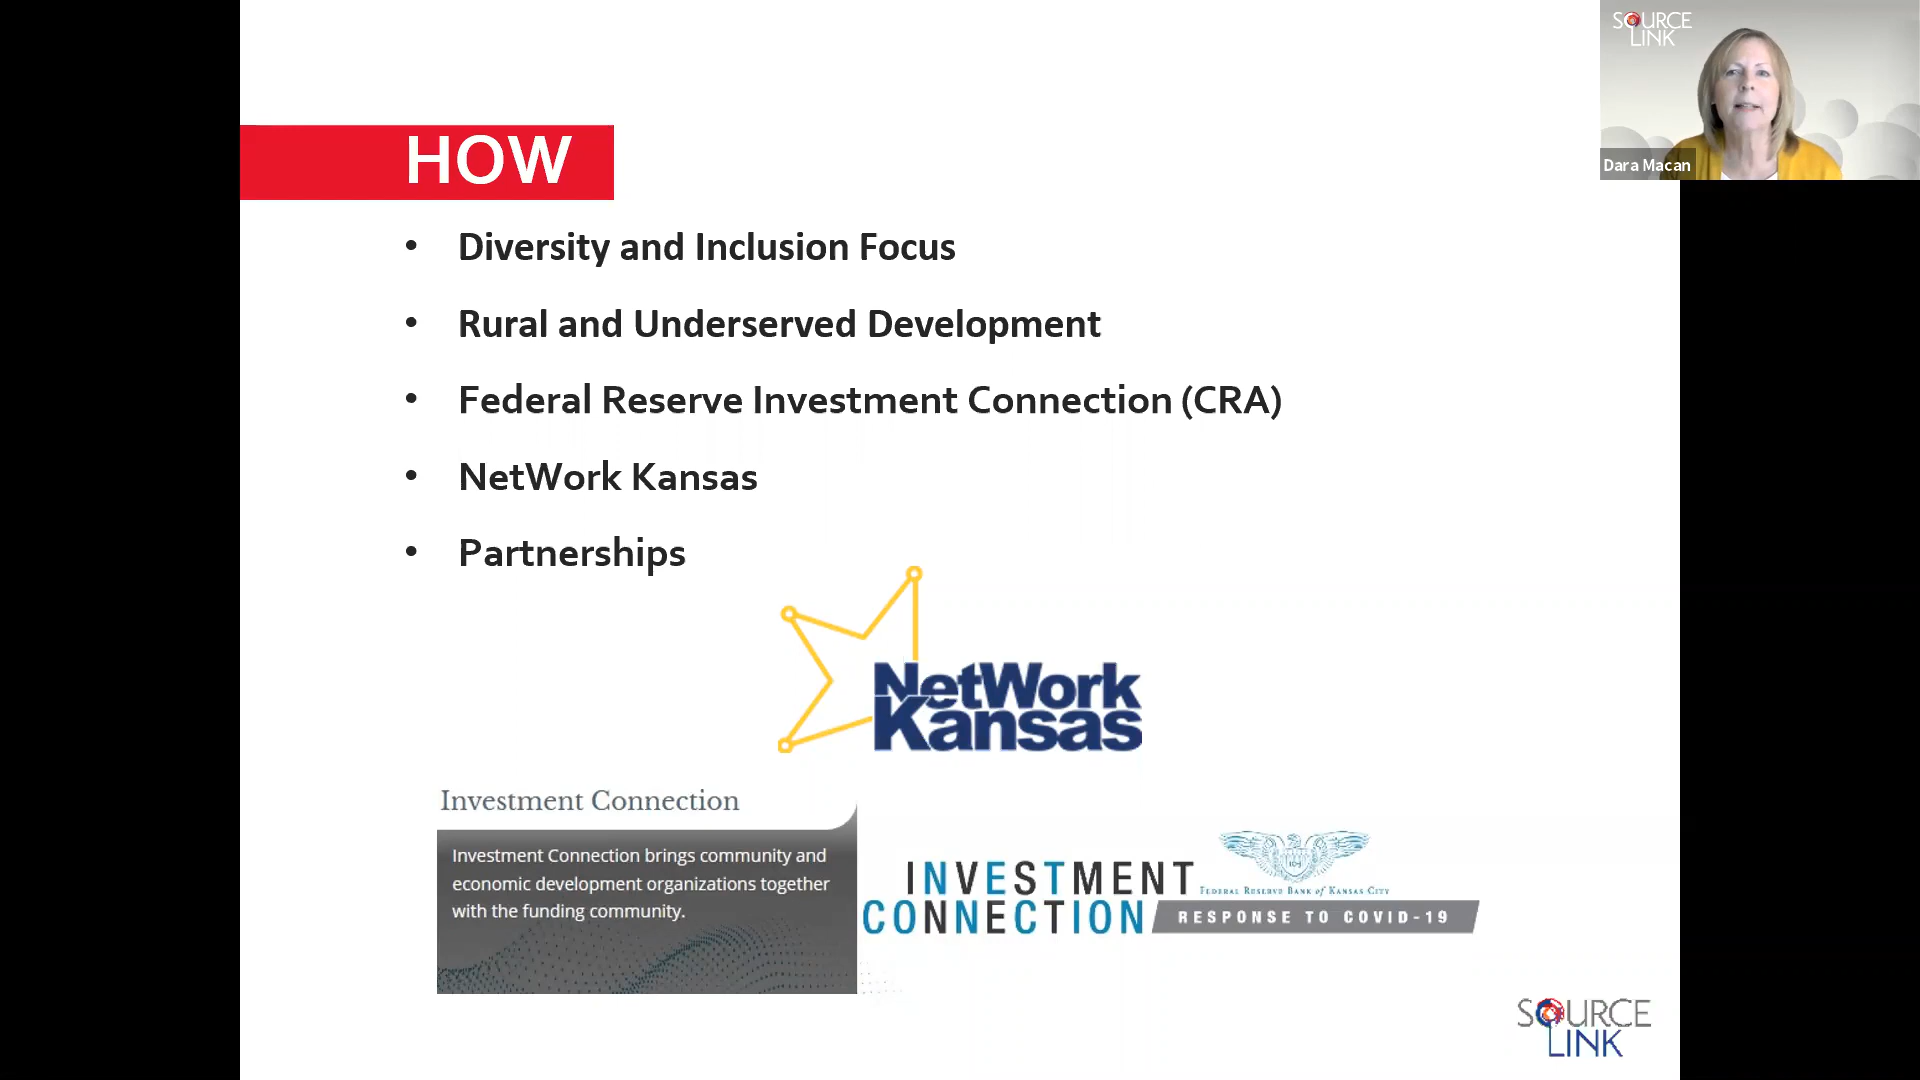 SOURCE
LINK
Dara Macan
HOW
• Diversity and Inclusion Focus
• Rural and Underserved Development
• Federal Reserve Investment Connection (CRA)
• NetWork Kansas
• Partnerships
NetWork
Kansas
Investment Connection
Investment Connection brings community and
economic development organizations together
with the funding community.
INVESTMENT
CONNECTION
FEDERAL RESERVE BANK of KANSAS CITY
RESPONSE TO COVID-19
SOURCE
LINK